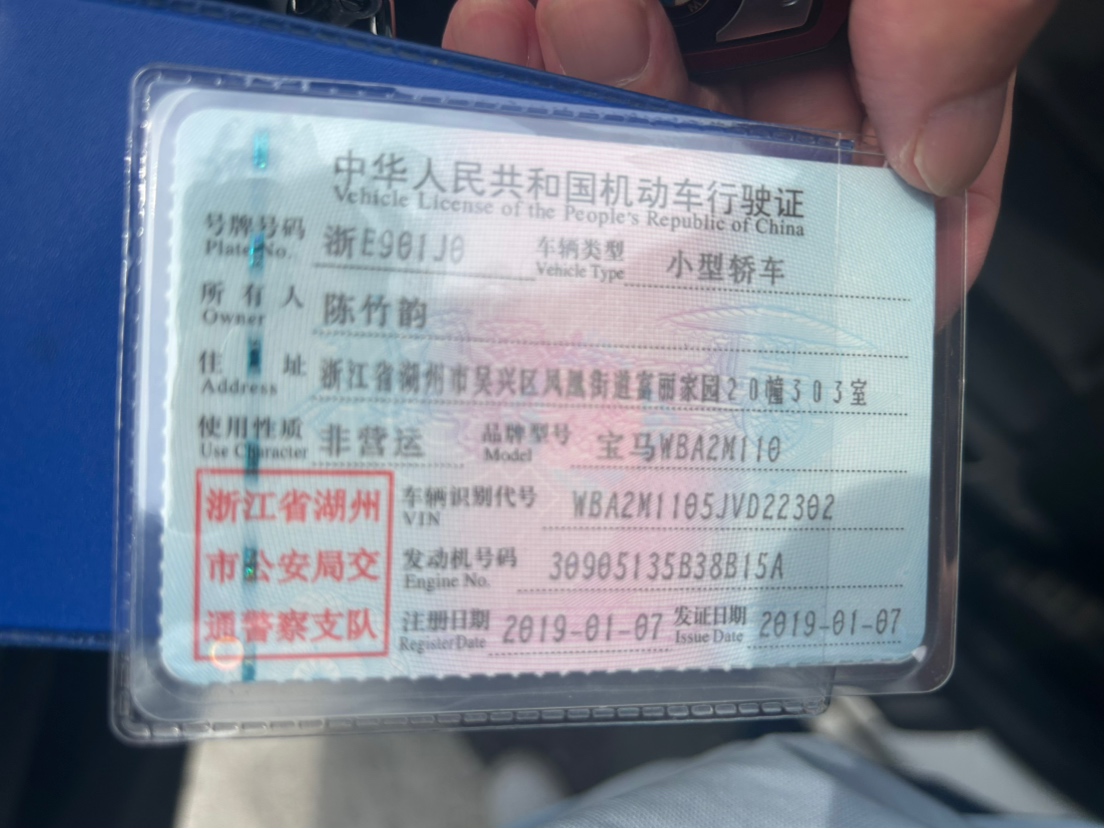 中华人民共和国机动车行驶证
Vehicle License of the People's Republic of China
号牌号码 浙E901J0 车辆类型 小型轿车
Plate No. Vehicle Type
所有人 陈竹韵
Owner
住址 浙江省湖州市吴兴区凤凰街道富丽家园20幢303室
Address
使用性质 非营运 品牌型号 宝马WBA2M110
Use Character Model
浙江省湖州
市公安局交
通警察支队
车辆识别代号 WBA2M1105JVD22302
VIN
发动机号码 30905135B38B15A
Engine No.
注册日期 2019-01-07 发证日期 2019-01-07
Register Date Issue Date